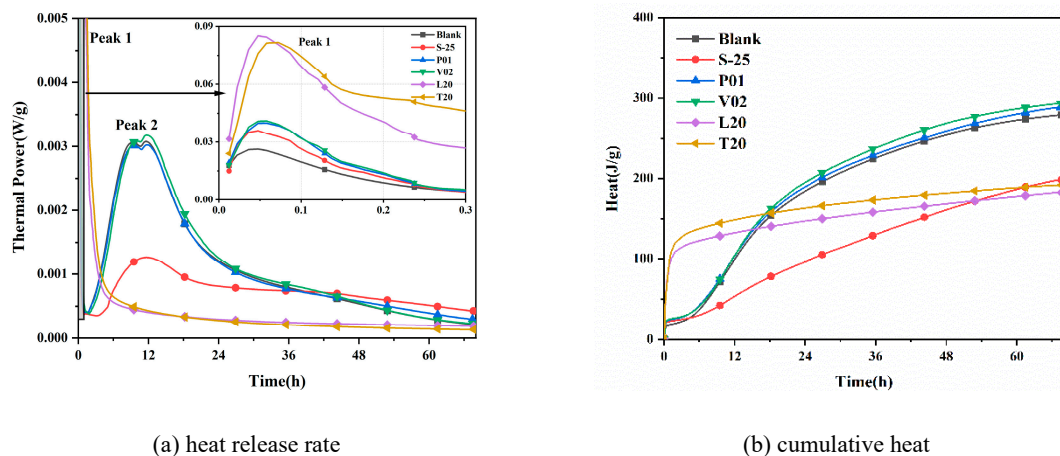 0.005
0.004
0.003
0.002
0.001
0.000
Thermal Power(W/g)
0 12 24 36 48 60
Time(h)
Peak 1
Peak 2
0.09
0.06
0.03
0.00
0.0 0.1 0.2 0.3
Peak 1
Blank
S-25
P01
V02
L20
T20
(a) heat release rate
400
300
200
100
0
Heat(J/g)
0 12 24 36 48 60
Time(h)
Blank
S-25
P01
V02
L20
T20
(b) cumulative heat